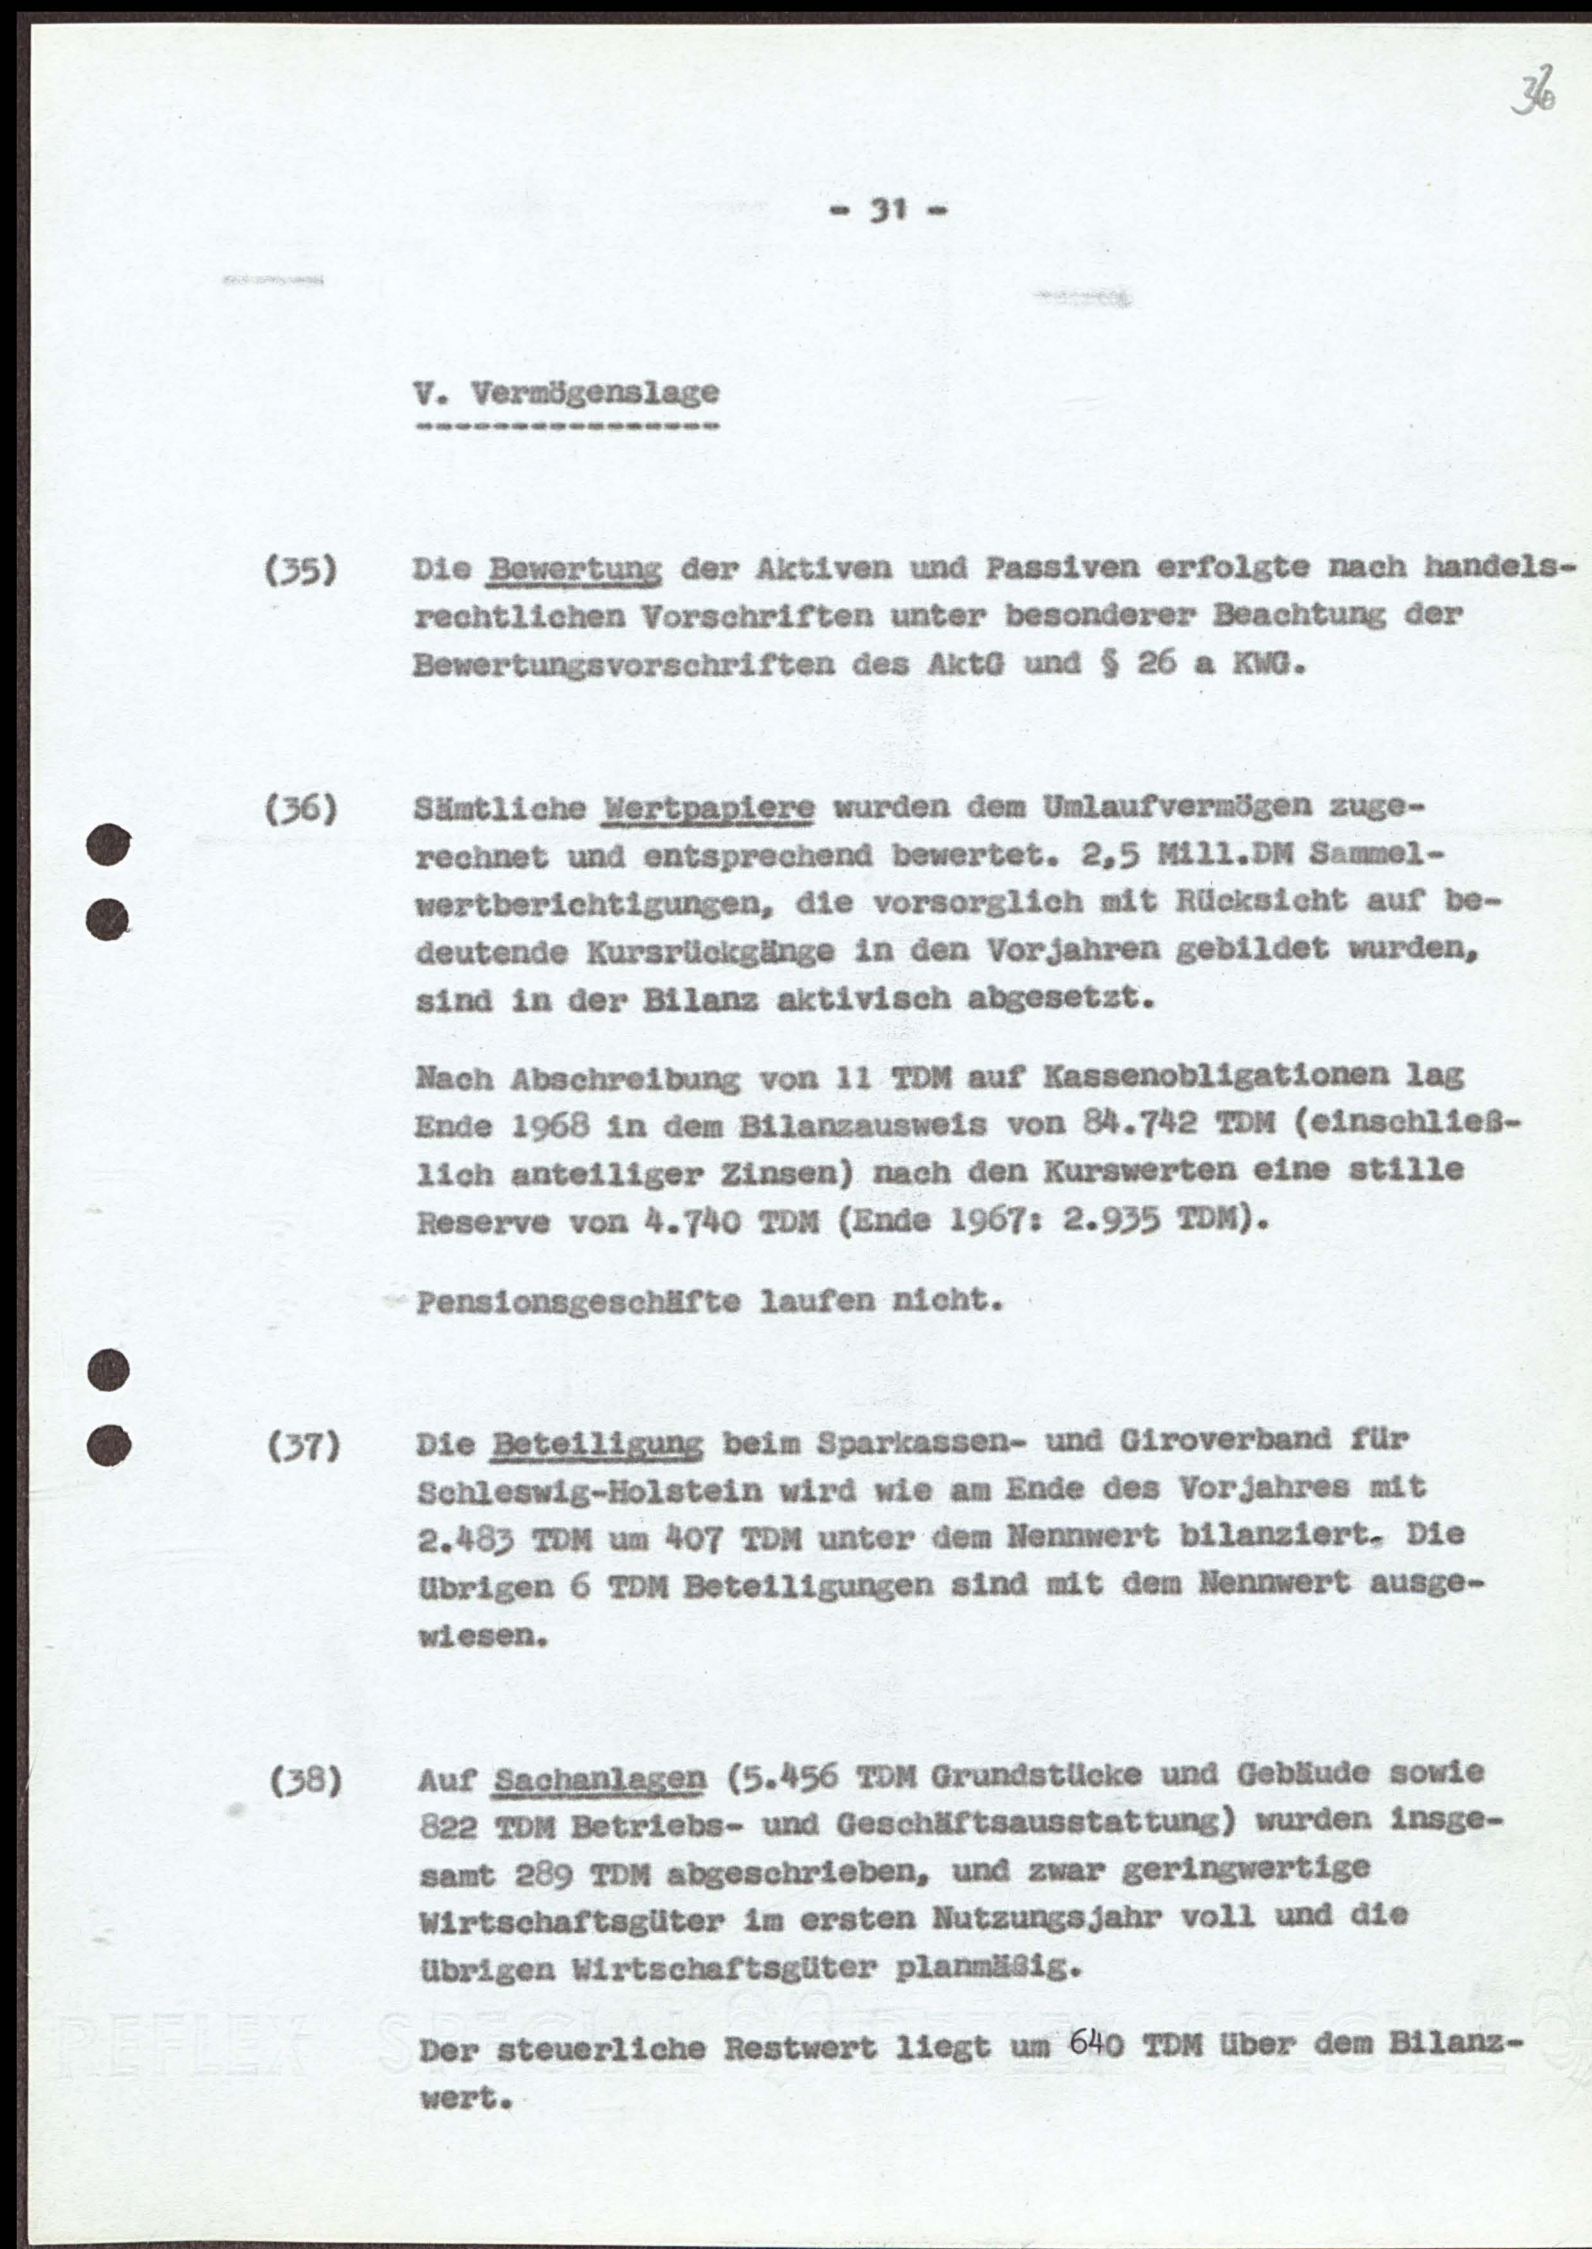 - 31 -
V. Vermögenslage
(35) Die Bewertung der Aktiven und Passiven erfolgte nach handels-
rechtlichen Vorschriften unter besonderer Beachtung der
Bewertungsvorschriften des AktG und § 26 a KWG.
(36) Sämtliche Wertpapiere wurden dem Umlaufvermögen zuge-
rechnet und entsprechend bewertet. 2,5 Mill.DM Sammel-
wertberichtigungen, die vorsorglich mit Rücksicht auf be-
deutende Kursrückgänge in den Vorjahren gebildet wurden,
sind in der Bilanz aktivisch abgesetzt.
Nach Abschreibung von 11 TDM auf Kassenobligationen lag
Ende 1968 in dem Bilanzausweis von 84.742 TDM (einschließ-
lich anteiliger Zinsen) nach den Kurswerten eine stille
Reserve von 4.740 TDM (Ende 1967: 2.935 TDM).
Pensionsgeschäfte laufen nicht.
(37) Die Beteiligung beim Sparkassen- und Giroverband für
Schleswig-Holstein wird wie am Ende des Vorjahres mit
2.483 TDM um 407 TDM unter dem Nennwert bilanziert. Die
übrigen 6 TDM Beteiligungen sind mit dem Nennwert ausge-
wiesen.
(38) Auf Sachanlagen (5.456 TDM Grundstücke und Gebäude sowie
822 TDM Betriebs- und Geschäftsausstattung) wurden insge-
samt 289 TDM abgeschrieben, und zwar geringwertige
Wirtschaftsgüter im ersten Nutzungsjahr voll und die
übrigen Wirtschaftsgüter planmäßig.
REFLEX SPECIAL
Der steuerliche Restwert liegt um 640 TDM über dem Bilanz-
wert.